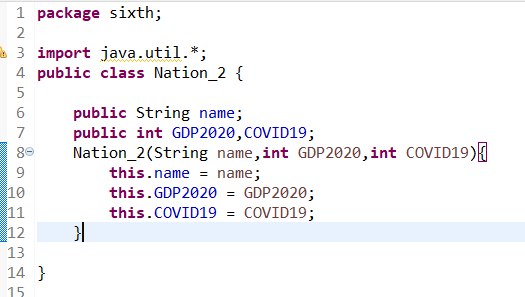 1 package sixth;
2
3 import java.util.*;
4 public class Nation_2 {
5
6     public String name;
7     public int GDP2020,COVID19;
8     Nation_2(String name,int GDP2020,int COVID19){
9         this.name = name;
10         this.GDP2020 = GDP2020;
11         this.COVID19 = COVID19;
12     }
13
14 }
15